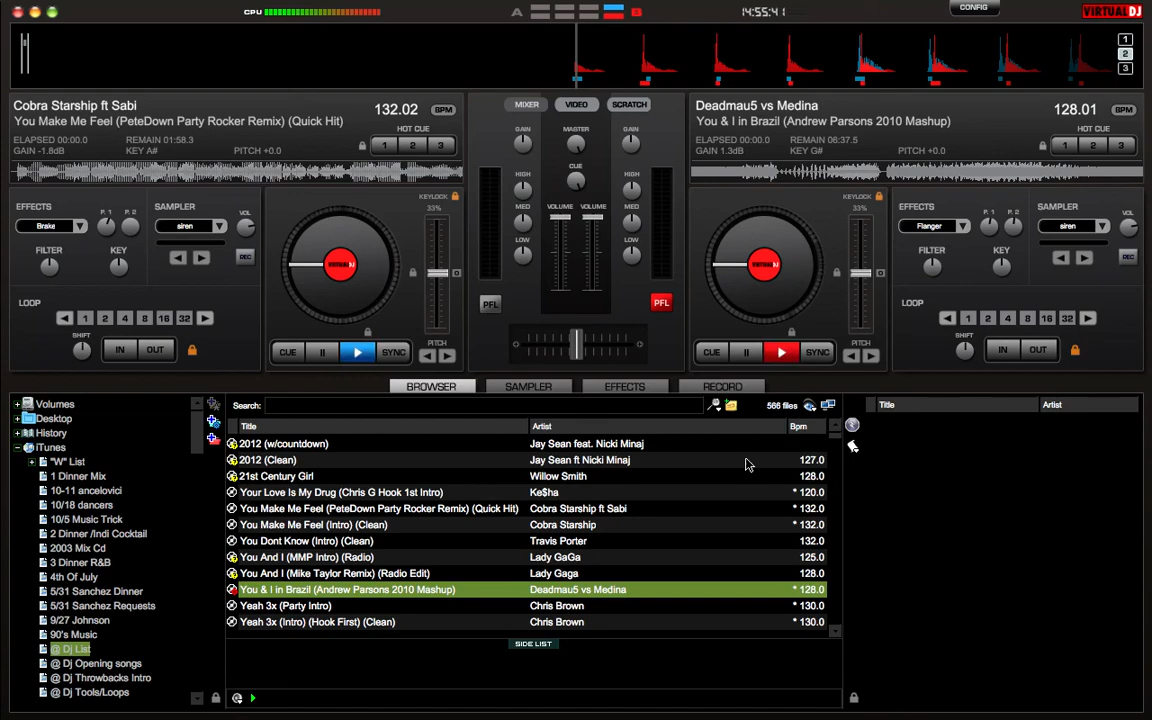 CPU
A
B
14:55:41
CONFIG
VIRTUALDJ
1
2
3
Cobra Starship ft Sabi
132.02 BPM
You Make Me Feel (PeteDown Party Rocker Remix) (Quick Hit)
ELAPSED 00:00.0 REMAIN 01:58.3
GAIN -1.8dB KEY A# PITCH +0.0
HOT CUE
1 2 3
MIXER VIDEO SCRATCH
GAIN MASTER GAIN
CUE
HIGH HIGH
VOLUME VOLUME
MED MED
LOW LOW
PFL PFL
Deadmau5 vs Medina
128.01 BPM
You & I in Brazil (Andrew Parsons 2010 Mashup)
ELAPSED 00:00.0 REMAIN 06:37.5
GAIN 1.3dB KEY G# PITCH +0.0
HOT CUE
1 2 3
EFFECTS P. 1 P. 2 SAMPLER VOL
Brake siren
FILTER KEY REC
LOOP
1 2 4 8 16 32
SHIFT IN OUT
KEYLOCK
33%
VIRTUALDJ
PITCH
CUE SYNC
EFFECTS P. 1 P. 2 SAMPLER VOL
Flanger siren
FILTER KEY REC
LOOP
1 2 4 8 16 32
SHIFT IN OUT
KEYLOCK
33%
VIRTUALDJ
PITCH
CUE SYNC
BROWSER SAMPLER EFFECTS RECORD
Volumes
Desktop
History
iTunes
"W" List
1 Dinner Mix
10-11 ancelovici
10/18 dancers
10/5 Music Trick
2 Dinner /Indi Cocktail
2003 Mix Cd
3 Dinner R&B
4th Of July
5/31 Sanchez Dinner
5/31 Sanchez Requests
9/27 Johnson
90's Music
@ Dj List
@ Dj Opening songs
@ Dj Throwbacks Intro
@ Dj Tools/Loops
Search: 566 files
Title Artist Bpm
2012 (w/countdown) Jay Sean feat. Nicki Minaj
2012 (Clean) Jay Sean ft Nicki Minaj 127.0
21st Century Girl Willow Smith 128.0
Your Love Is My Drug (Chris G Hook 1st Intro) Ke$ha * 120.0
You Make Me Feel (PeteDown Party Rocker Remix) (Quick Hit) Cobra Starship ft Sabi * 132.0
You Make Me Feel (Intro) (Clean) Cobra Starship * 132.0
You Dont Know (Intro) (Clean) Travis Porter 132.0
You And I (MMP Intro) (Radio) Lady GaGa 125.0
You And I (Mike Taylor Remix) (Radio Edit) Lady Gaga 128.0
You & I in Brazil (Andrew Parsons 2010 Mashup) Deadmau5 vs Medina * 128.0
Yeah 3x (Party Intro) Chris Brown * 130.0
Yeah 3x (Intro) (Hook First) (Clean) Chris Brown * 130.0
SIDE LIST
Title Artist